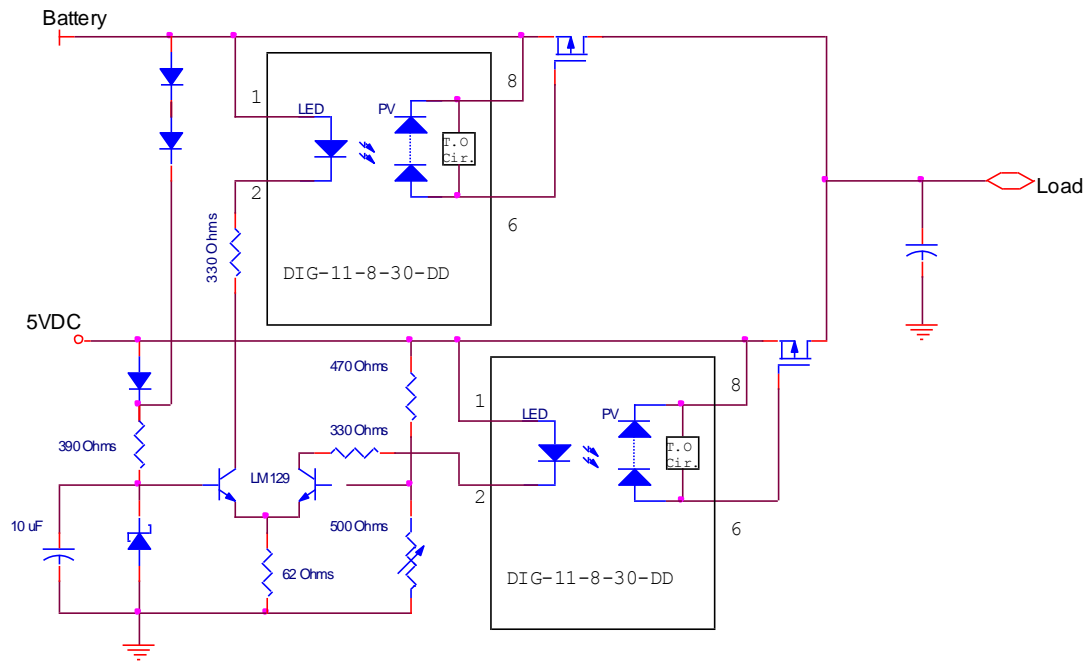 Battery
1
LED
PV
8
T.O
Cir.
2
6
330 Ohms
DIG-11-8-30-DD
Load
5VDC
470 Ohms
1
LED
PV
8
330 Ohms
390 Ohms
T.O
Cir.
LM129
2
10 uF
500 Ohms
6
62 Ohms
DIG-11-8-30-DD